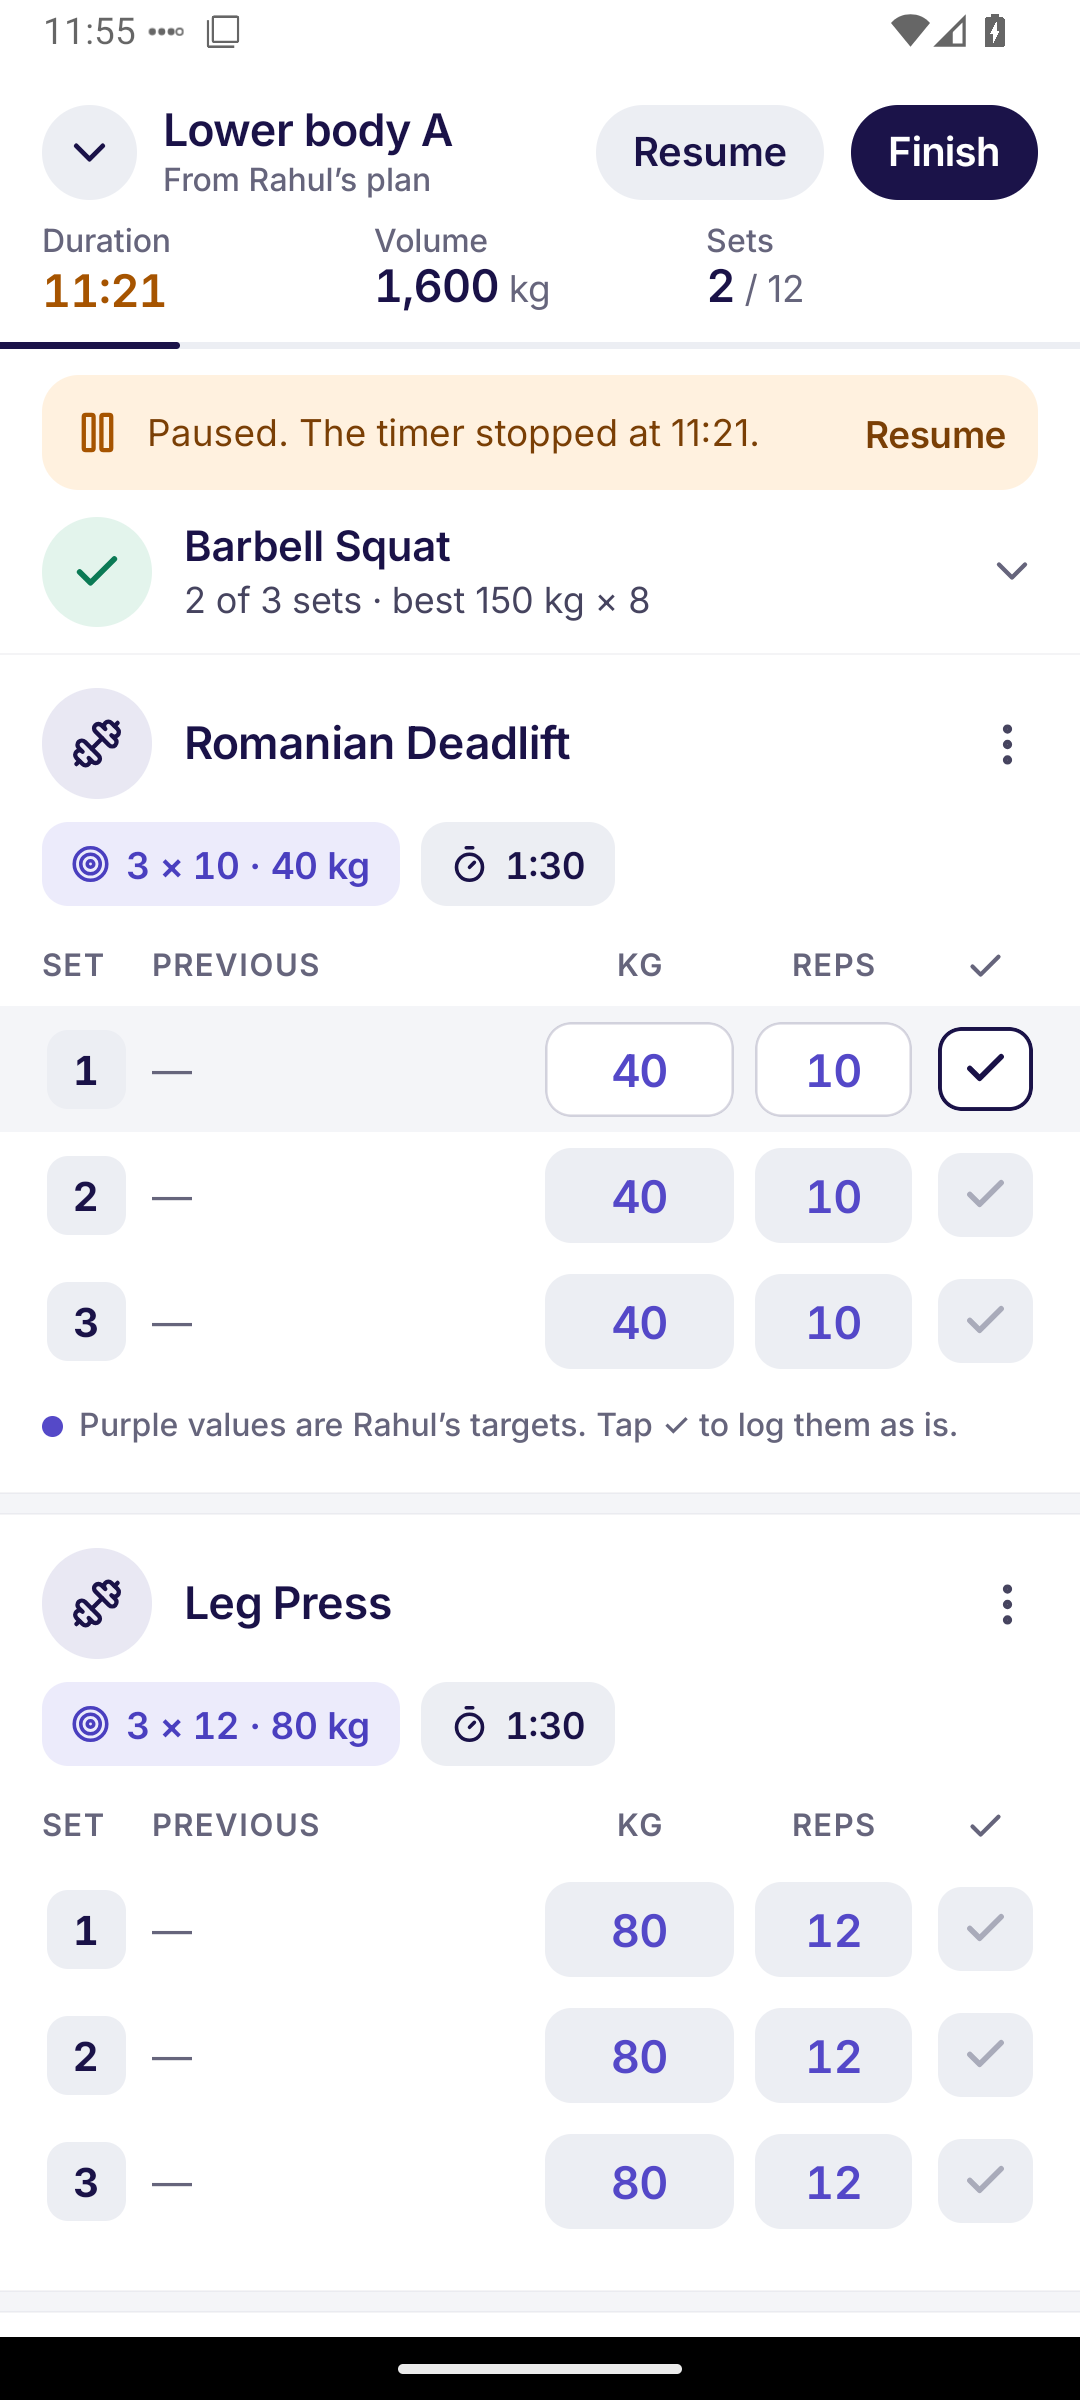 11:55
Lower body A
From Rahul’s plan
Resume
Finish
Duration
Volume
Sets
11:21
1,600 kg
2 / 12
Paused. The timer stopped at 11:21.
Resume
Barbell Squat
2 of 3 sets · best 150 kg × 8
Romanian Deadlift
3 × 10 · 40 kg
1:30
SET PREVIOUS KG REPS ✓
1 — 40 10 ✓
2 — 40 10 ✓
3 — 40 10 ✓
Purple values are Rahul’s targets. Tap ✓ to log them as is.
Leg Press
3 × 12 · 80 kg
1:30
SET PREVIOUS KG REPS ✓
1 — 80 12 ✓
2 — 80 12 ✓
3 — 80 12 ✓